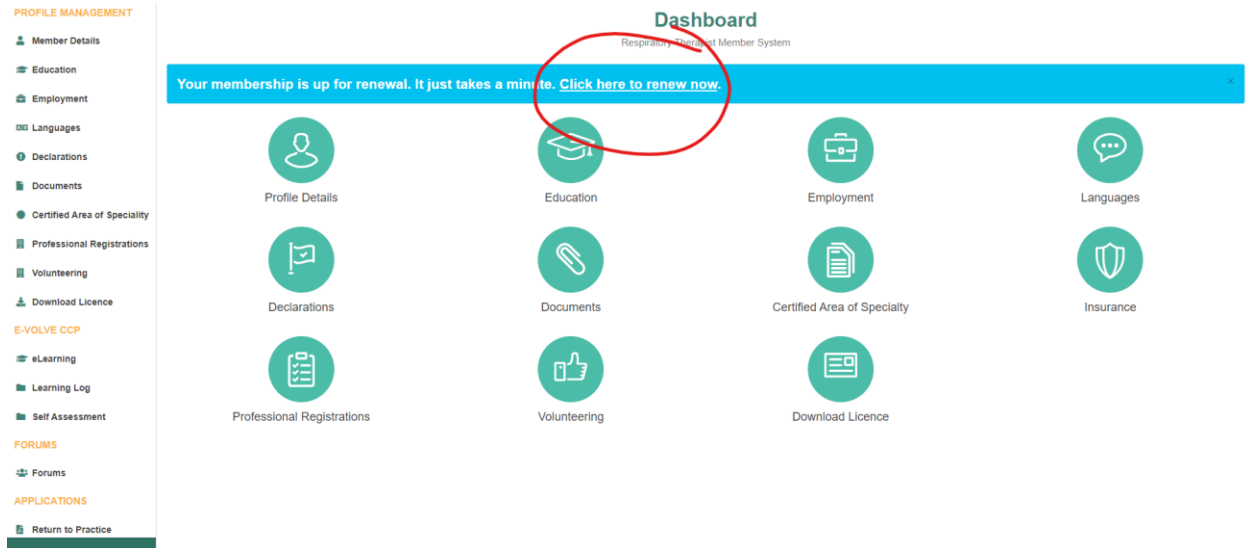 PROFILE MANAGEMENT
Member Details
Education
Employment
Languages
Declarations
Documents
Certified Area of Speciality
Professional Registrations
Volunteering
Download Licence
E-VOLVE CCP
eLearning
Learning Log
Self Assessment
FORUMS
Forums
APPLICATIONS
Return to Practice
Dashboard
Respiratory Therapist Member System
Your membership is up for renewal. It just takes a minute. Click here to renew now.
Profile Details
Education
Employment
Languages
Declarations
Documents
Certified Area of Specialty
Insurance
Professional Registrations
Volunteering
Download Licence